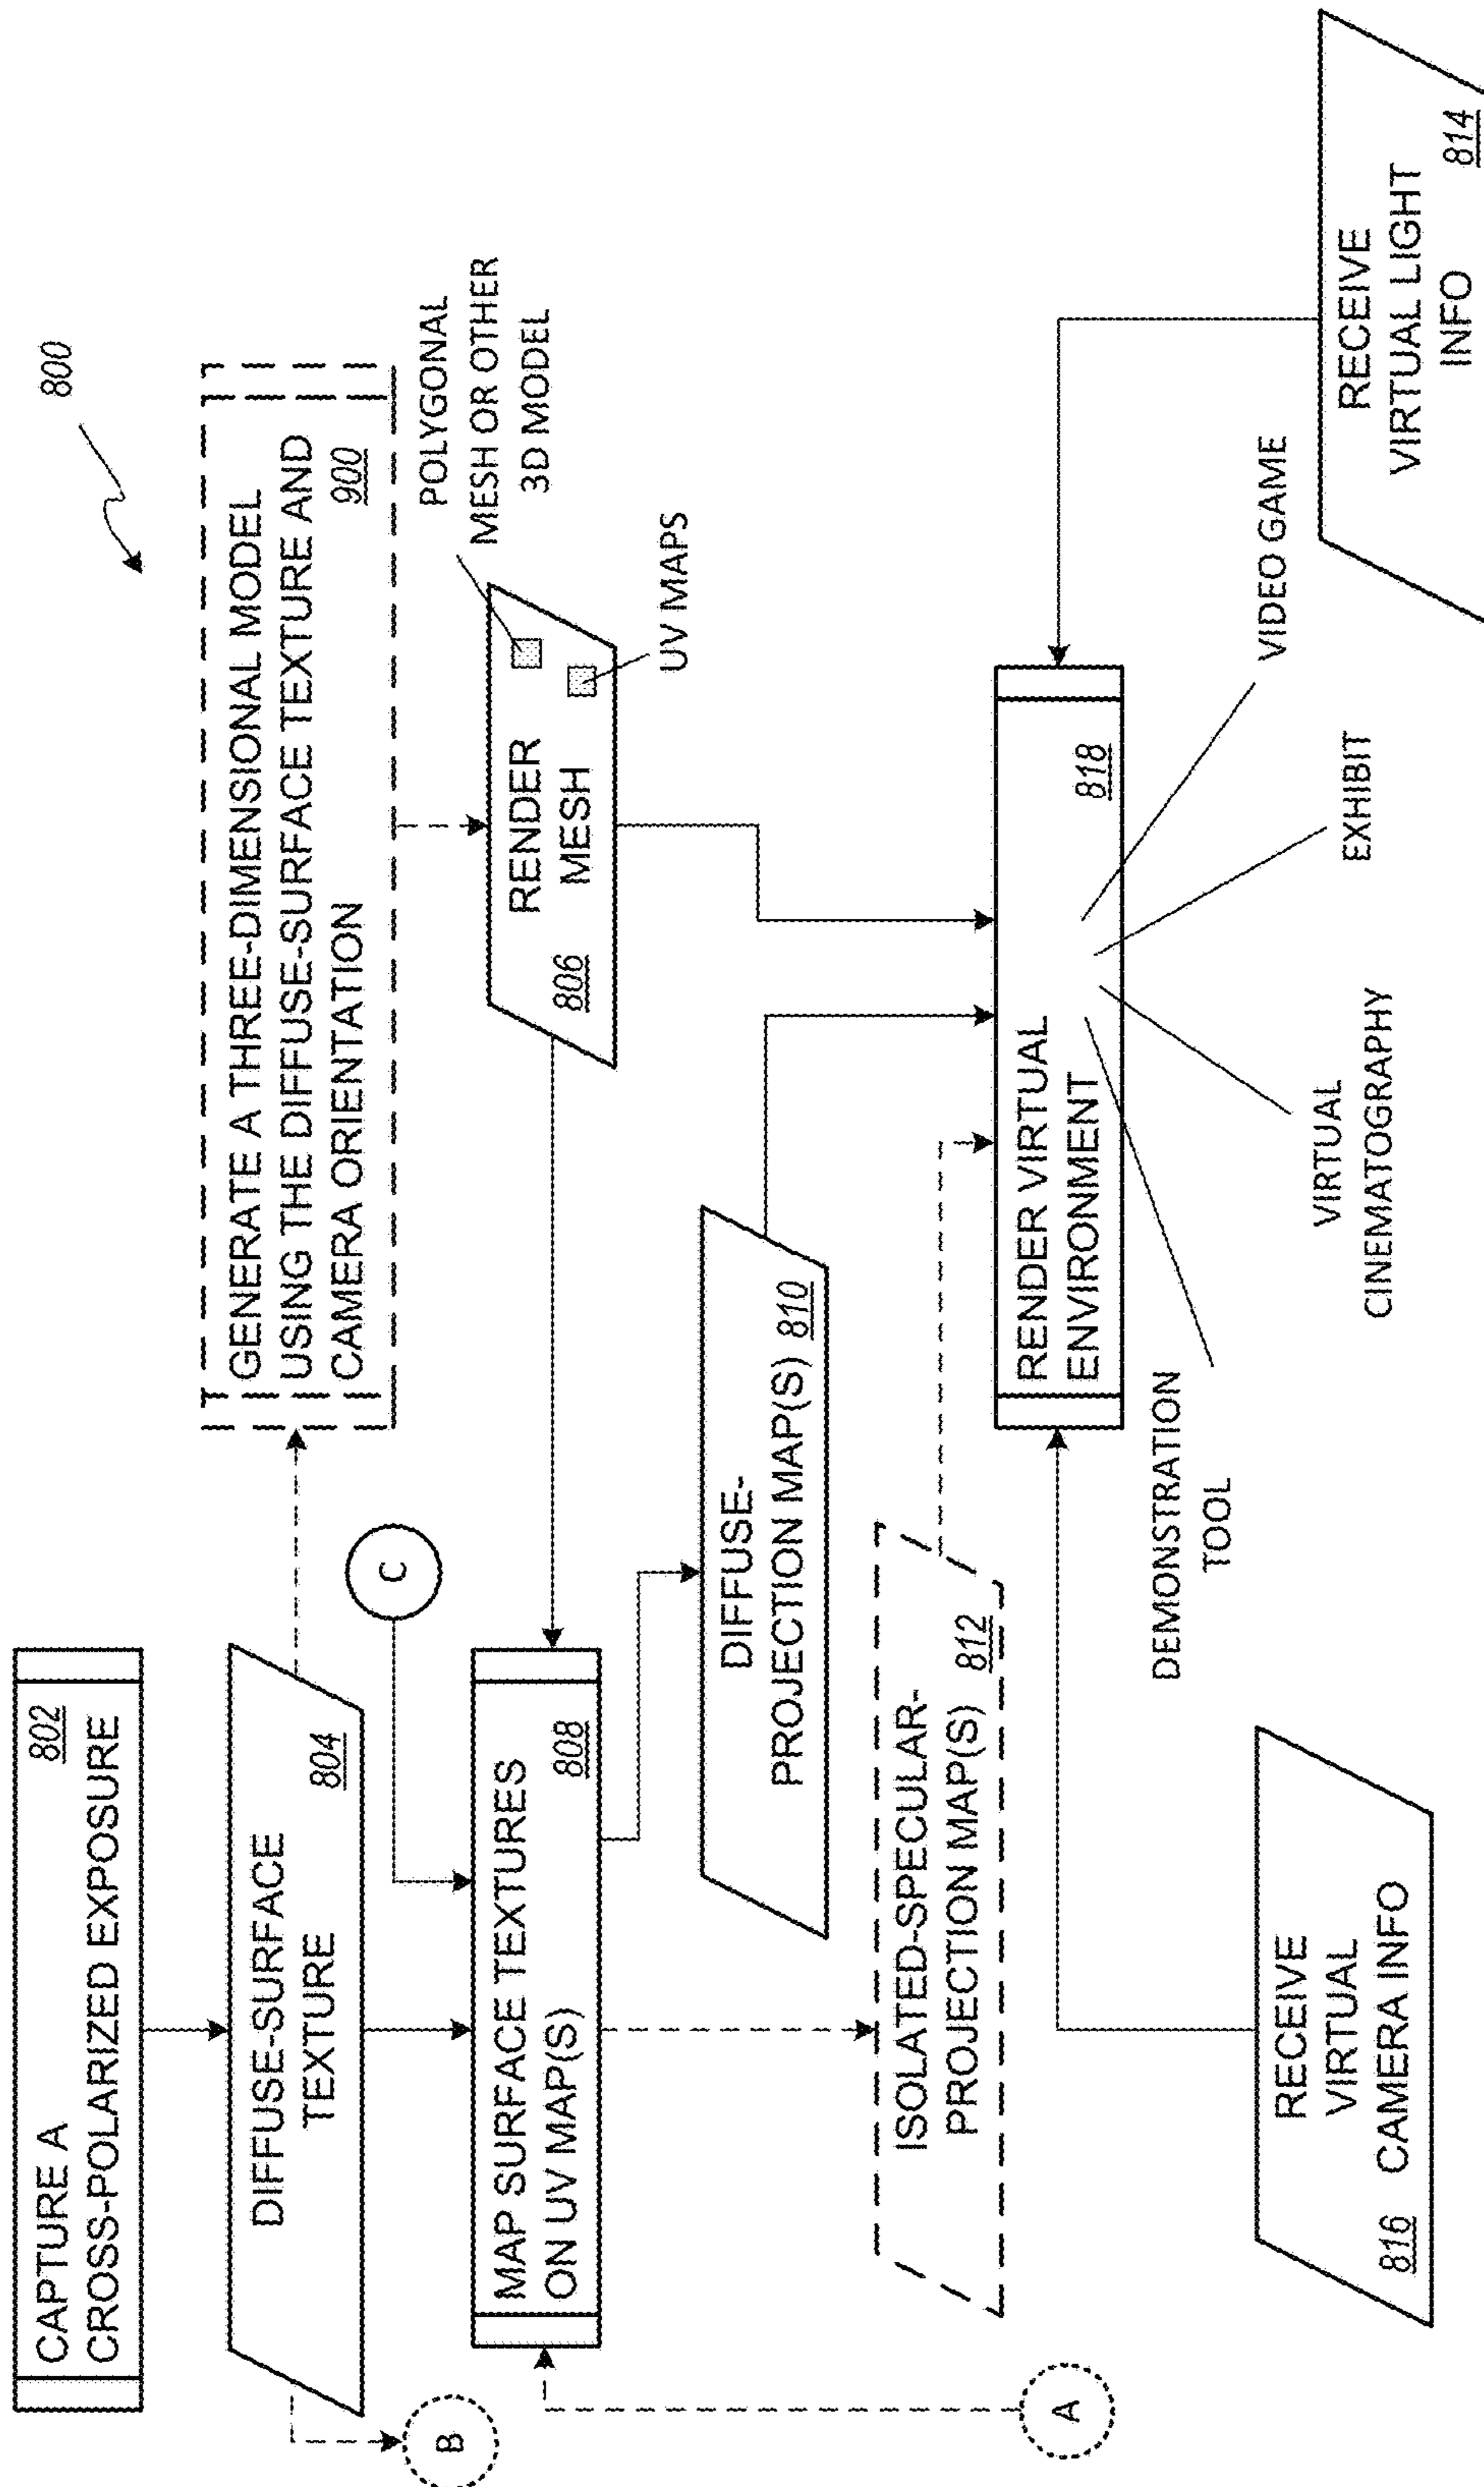 800
CAPTURE A
CROSS-POLARIZED EXPOSURE
802
DIFFUSE-SURFACE
TEXTURE
804
B
GENERATE A THREE-DIMENSIONAL MODEL
USING THE DIFFUSE-SURFACE TEXTURE AND
CAMERA ORIENTATION
900
C
MAP SURFACE TEXTURES
ON UV MAP(S)
808
RENDER
MESH
806
POLYGONAL
MESH OR OTHER
3D MODEL
UV MAPS
DIFFUSE-
PROJECTION MAP(S) 810
ISOLATED-SPECULAR-
PROJECTION MAP(S) 812
A
RENDER VIRTUAL
ENVIRONMENT
818
DEMONSTRATION
TOOL
VIRTUAL
CINEMATOGRAPHY
EXHIBIT
VIDEO GAME
RECEIVE
VIRTUAL
816 CAMERA INFO
RECEIVE
VIRTUAL LIGHT
INFO 814